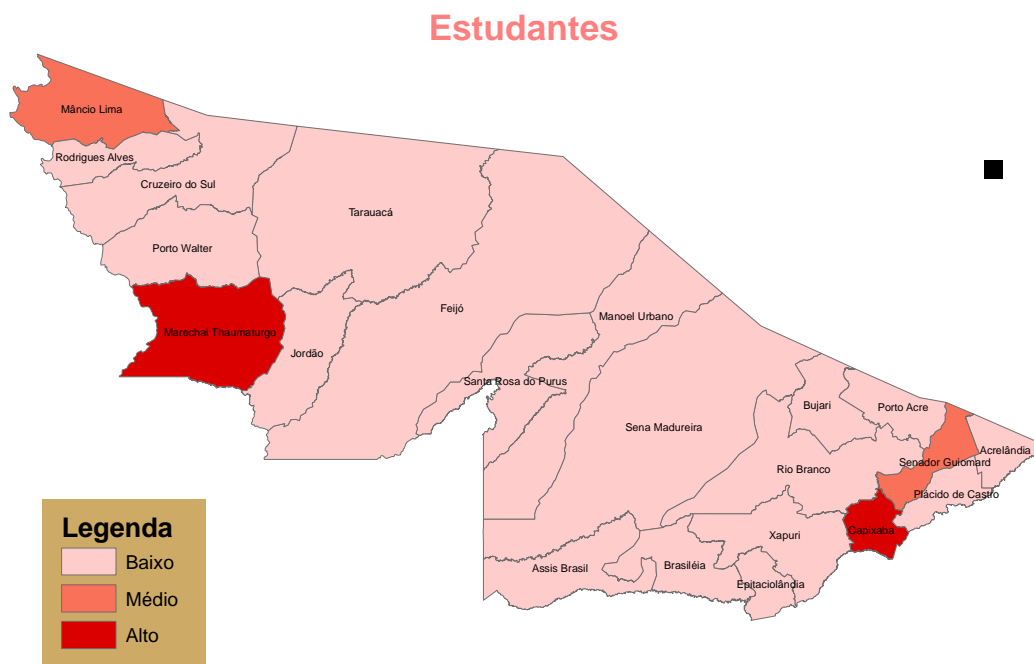 Estudantes
Mâncio Lima
Rodrigues Alves
Cruzeiro do Sul
Tarauacá
Porto Walter
Feijó
Manoel Urbano
Marechal Thaumaturgo
Jordão
Santa Rosa do Purus
Bujari
Porto Acre
Sena Madureira
Acrelândia
Senador Guiomard
Rio Branco
Plácido de Castro
Capixaba
Xapuri
Assis Brasil
Brasiléia
Epitaciolândia
Legenda
Baixo
Médio
Alto